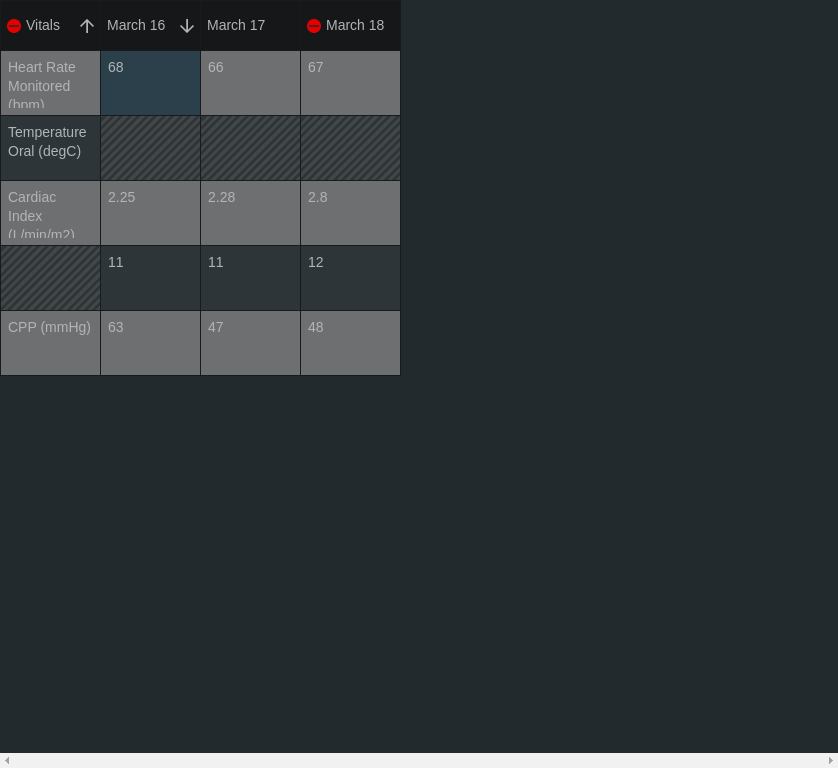 Vitals March 16 March 17 March 18
Heart Rate 68 66 67
Monitored
(bpm)
Temperature
Oral (degC)
Cardiac 2.25 2.28 2.8
Index
(L/min/m2)
11 11 12
CPP (mmHg) 63 47 48